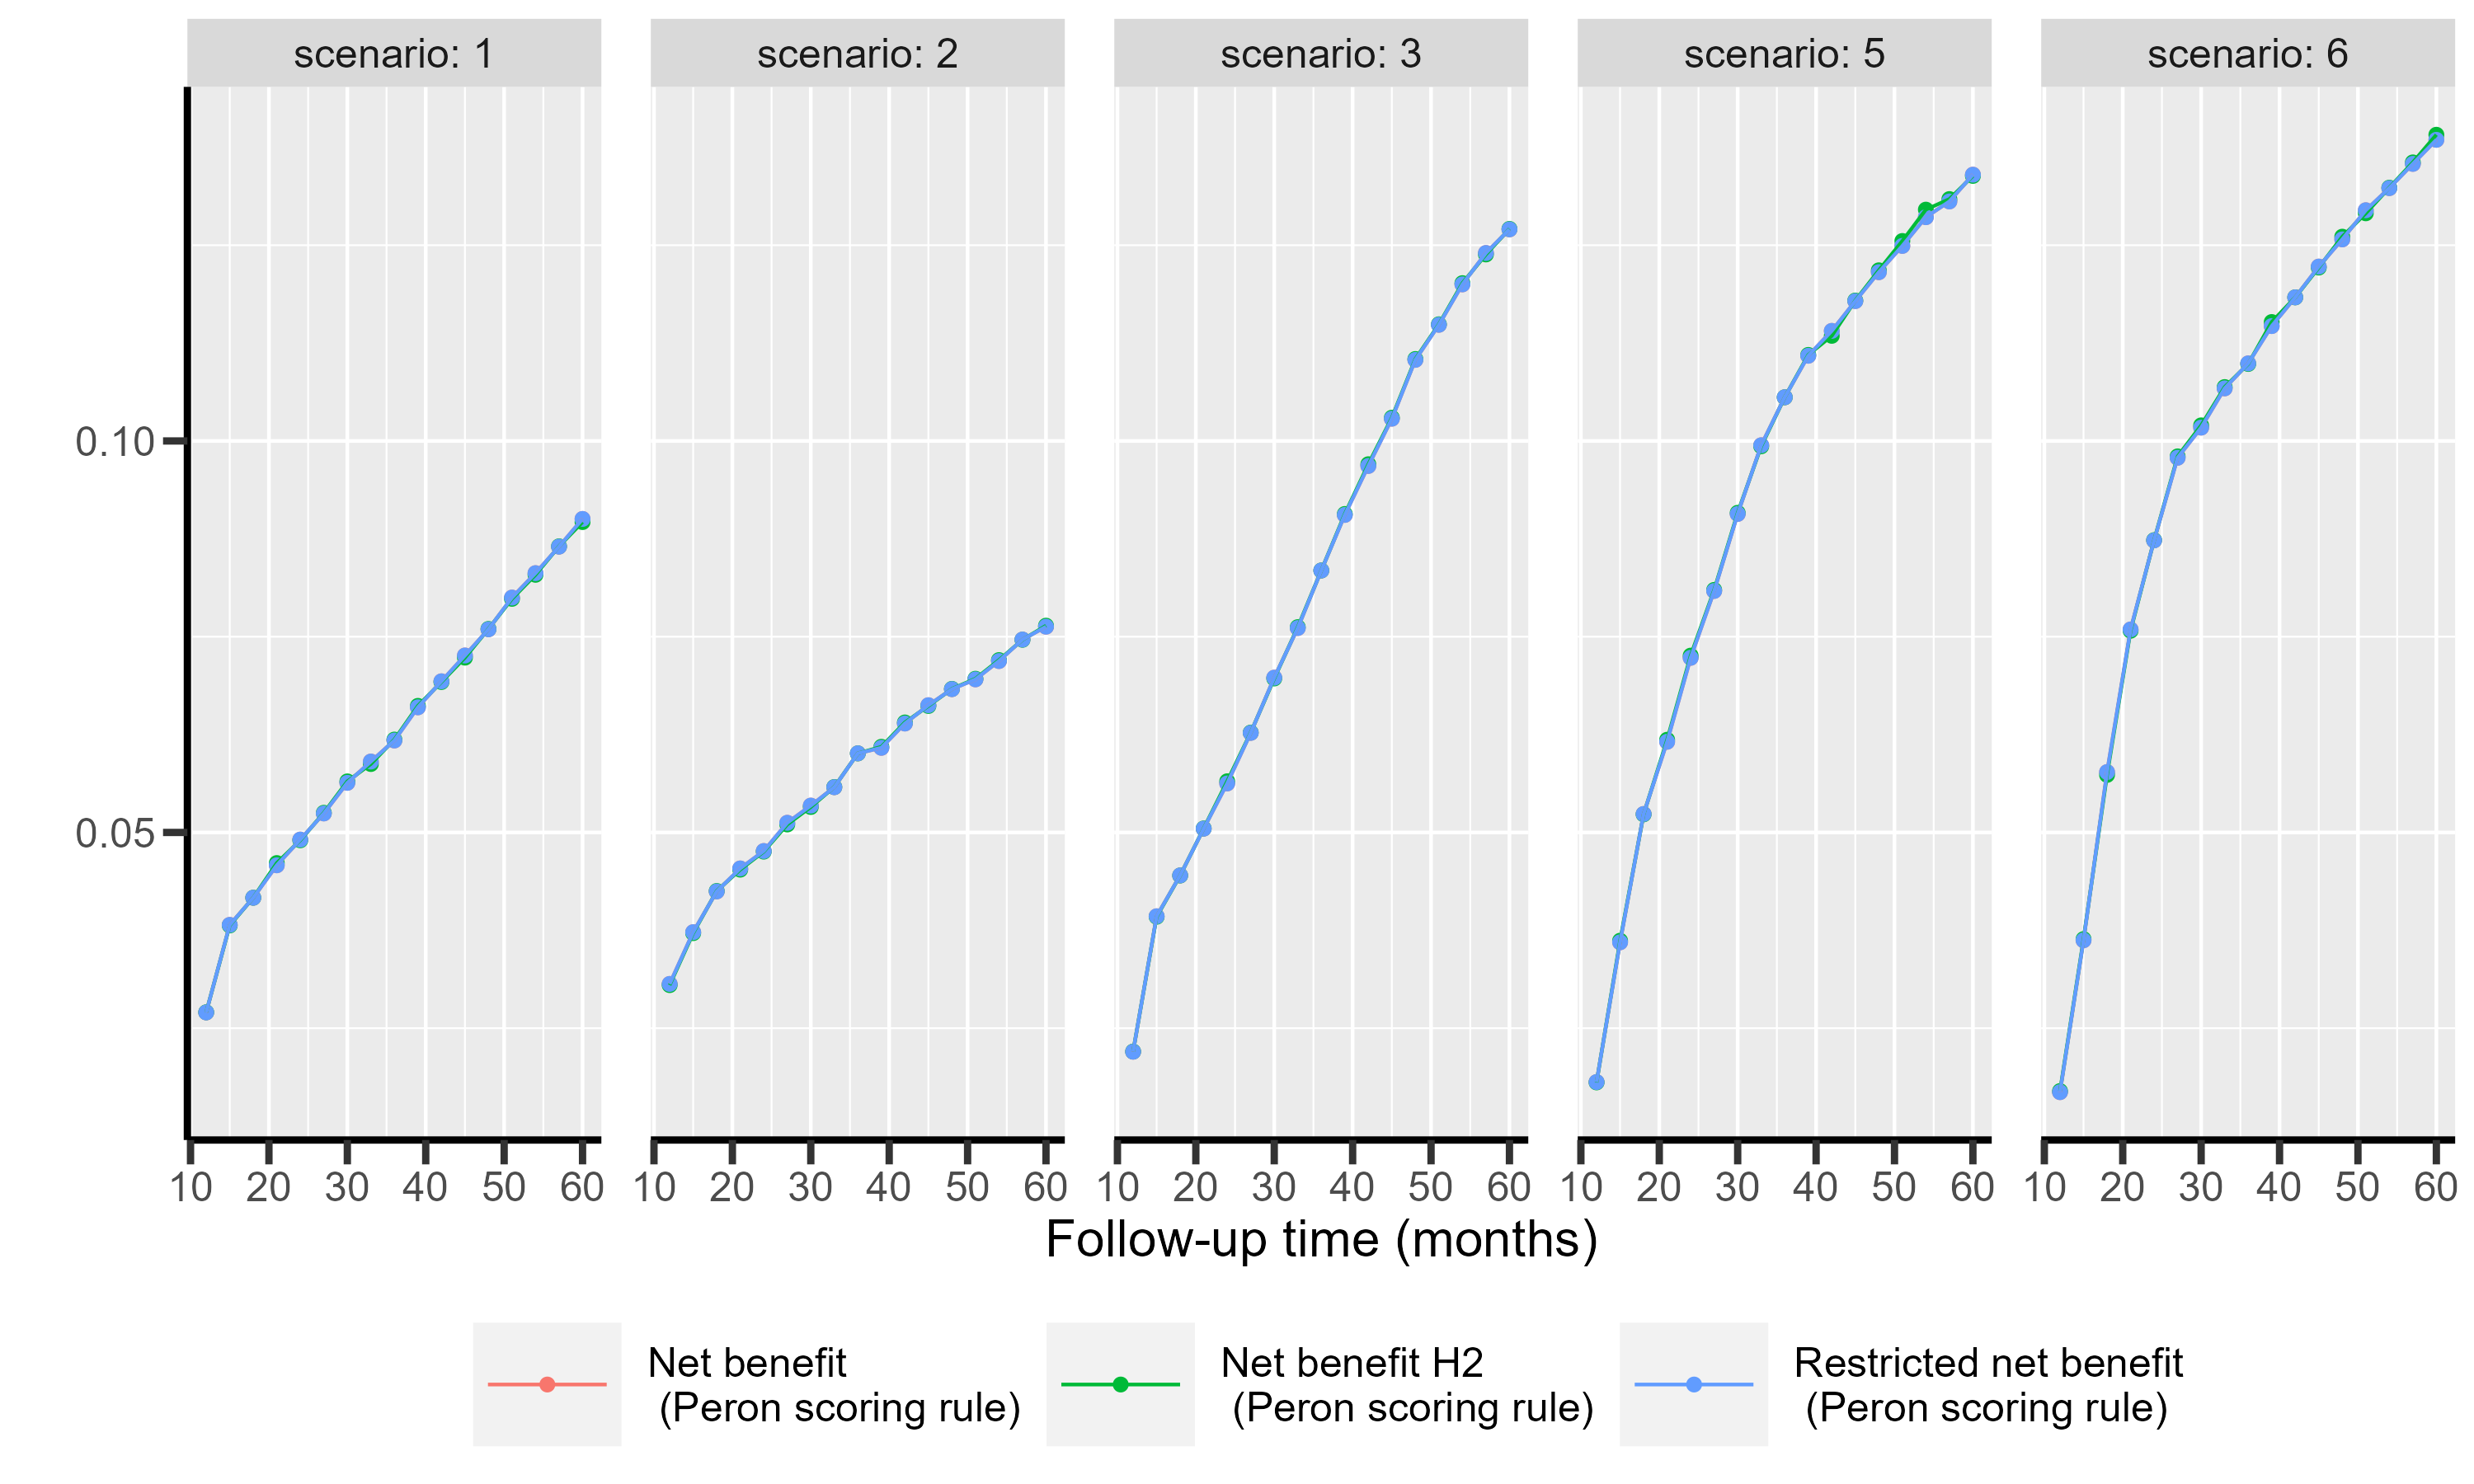 scenario: 1 scenario: 2 scenario: 3 scenario: 5 scenario: 6
0.10
0.05
10 20 30 40 50 60 10 20 30 40 50 60 10 20 30 40 50 60 10 20 30 40 50 60 10 20 30 40 50 60
Follow-up time (months)
Net benefit
(Peron scoring rule)
Net benefit H2
(Peron scoring rule)
Restricted net benefit
(Peron scoring rule)